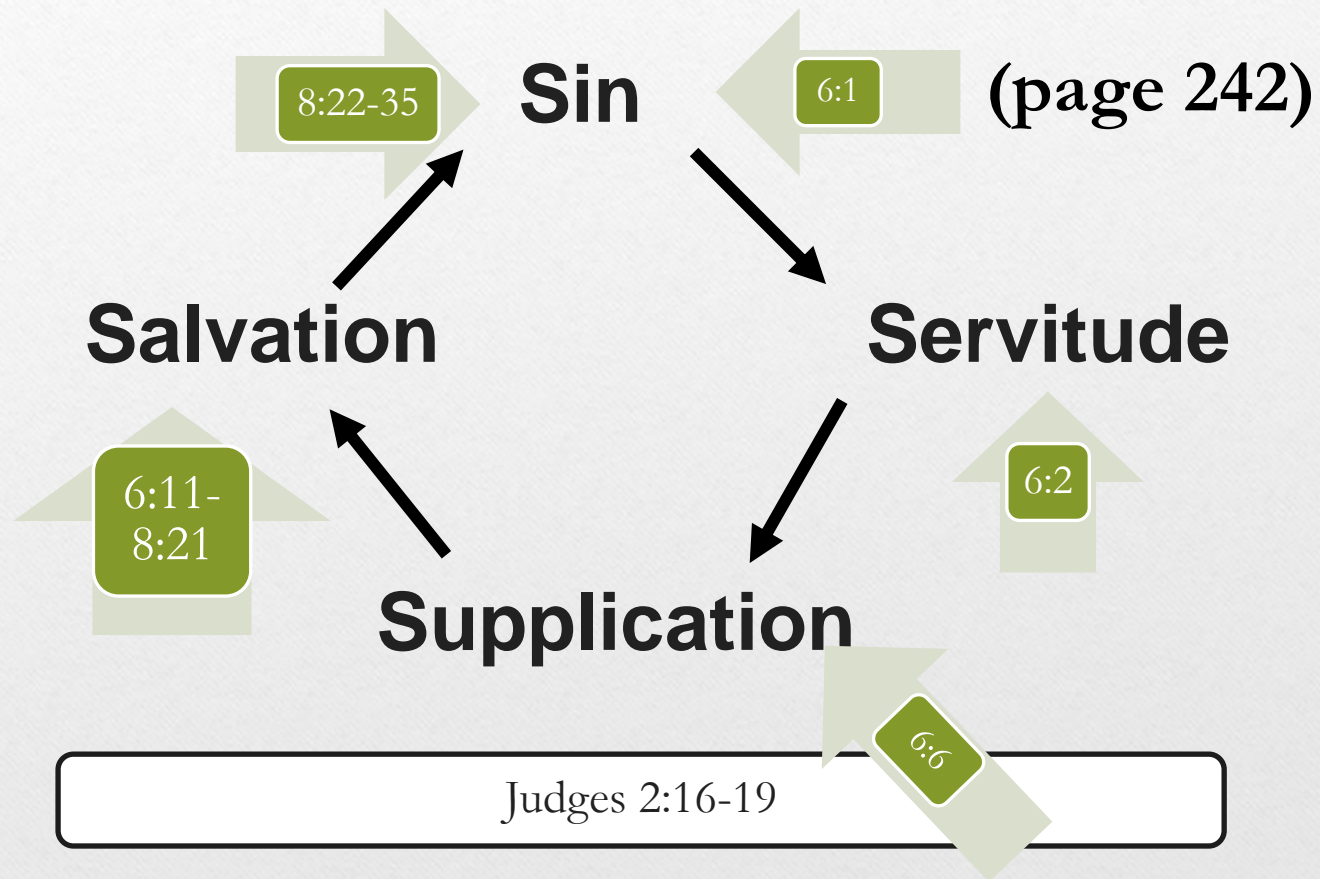 8:22-35
Sin
6:1
(page 242)
Salvation
Servitude
6:11-
8:21
6:2
Supplication
6:6
Judges 2:16-19